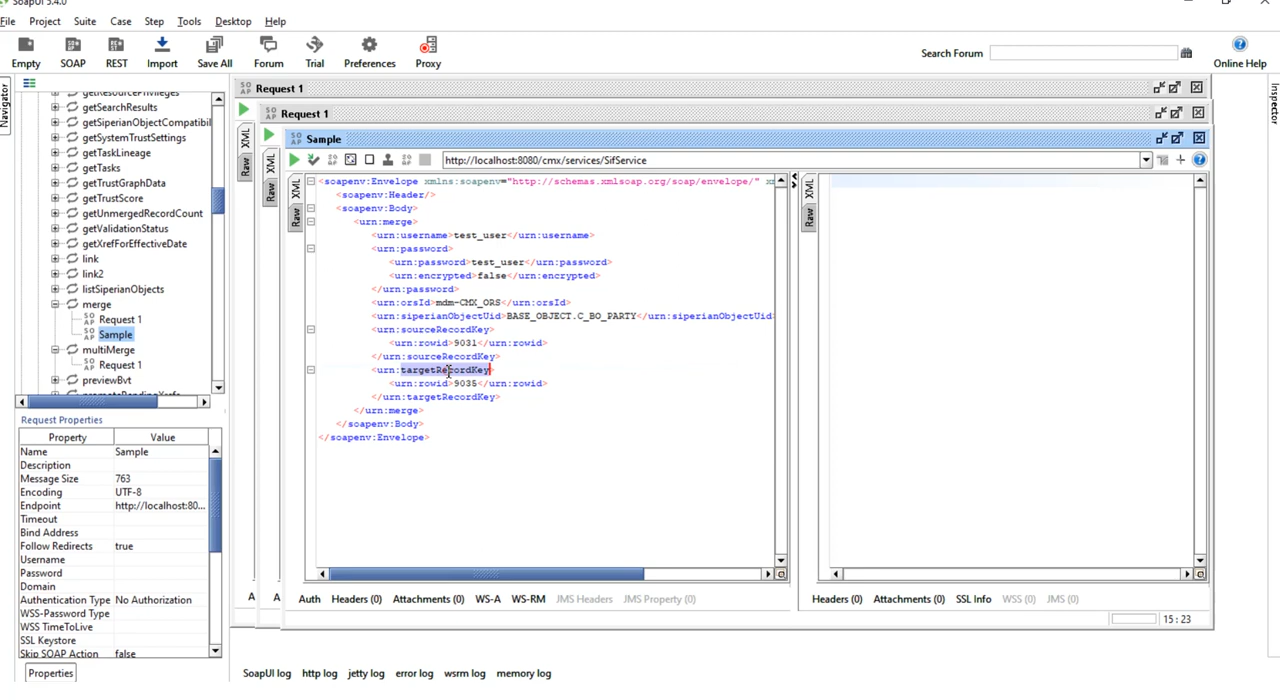 SoapUI 5.4.0
File Project Suite Case Step Tools Desktop Help
Empty SOAP REST Import Save All Forum Trial Preferences Proxy
Search Forum
Online Help
Navigator
Inspector
getResourcePrivileges
getSearchResults
getSiperianObjectCompatibil
getSystemTrustSettings
getTaskLineage
getTasks
getTrustGraphData
getTrustScore
getUnmergedRecordCount
getValidationStatus
getXrefForEffectiveDate
link
link2
listSiperianObjects
merge
Request 1
Sample
multiMerge
Request 1
previewBvt
Request Properties
Property Value
Name Sample
Description
Message Size 763
Encoding UTF-8
Endpoint http://localhost:80...
Timeout
Bind Address
Follow Redirects true
Username
Password
Domain
Authentication Type No Authorization
WSS-Password Type
WSS TimeToLive
SSL Keystore
Skip SOAP Action false
Properties
Request 1
Request 1
Sample
http://localhost:8080/cmx/services/SifService
XML
Raw
XML
Raw
XML
Raw
<soapenv:Envelope xmlns:soapenv="http://schemas.xmlsoap.org/soap/envelope/"
<soapenv:Header/>
<soapenv:Body>
<urn:merge>
<urn:username>test_user</urn:username>
<urn:password>
<urn:password>test_user</urn:password>
<urn:encrypted>false</urn:encrypted>
</urn:password>
<urn:orsId>mdm-CMX_ORS</urn:orsId>
<urn:siperianObjectUid>BASE_OBJECT.C_BO_PARTY</urn:siperianObjectUid>
<urn:sourceRecordKey>
<urn:rowid>9031</urn:rowid>
</urn:sourceRecordKey>
<urn:targetRecordKey>
<urn:rowid>9035</urn:rowid>
</urn:targetRecordKey>
</urn:merge>
</soapenv:Body>
</soapenv:Envelope>
XML
Raw
A A Auth Headers (0) Attachments (0) WS-A WS-RM JMS Headers JMS Property (0)
Headers (0) Attachments (0) SSL Info WSS (0) JMS (0)
15 : 23
SoapUI log http log jetty log error log wsrm log memory log